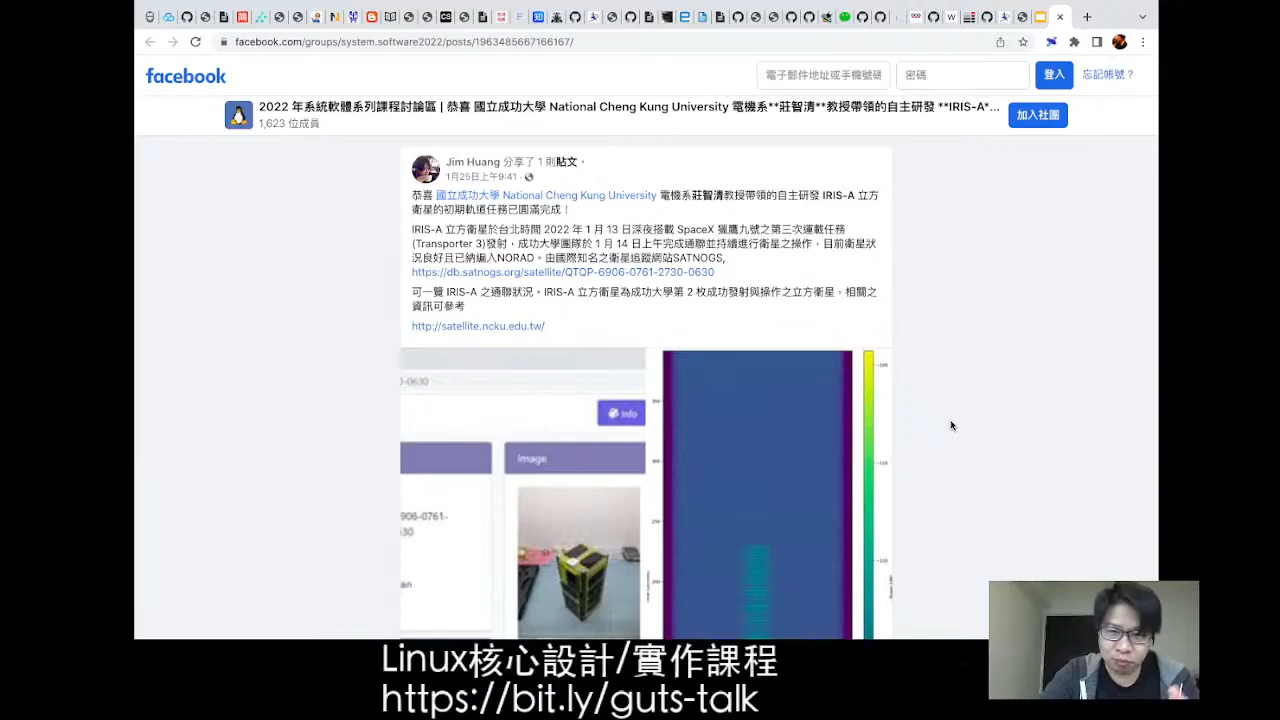 facebook.com/groups/system.software2022/posts/1963485667166167/
facebook
電子郵件地址或手機號碼
密碼
登入
忘記帳號？
2022 年系統軟體系列課程討論區 | 恭喜 國立成功大學 National Cheng Kung University 電機系**莊智清**教授帶領的自主研發 **IRIS-A*...
1,623 位成員
加入社團
Jim Huang 分享了 1 則貼文。
1月25日上午9:41
恭喜 國立成功大學 National Cheng Kung University 電機系莊智清教授帶領的自主研發 IRIS-A 立方
衛星的初期軌道任務已圓滿完成！
IRIS-A 立方衛星於台北時間 2022 年 1 月 13 日深夜搭載 SpaceX 獵鷹九號之第三次運載任務
(Transporter 3)發射，成功大學團隊於 1 月 14 日上午完成通聯並持續進行衛星之操作，目前衛星狀
況良好且已納編入NORAD。由國際知名之衛星追蹤網站SATNOGS,
https://db.satnogs.org/satellite/QTQP-6906-0761-2730-0630
可一覽 IRIS-A 之通聯狀況。IRIS-A 立方衛星為成功大學第 2 枚成功發射與操作之立方衛星，相關之
資訊可參考
http://satellite.ncku.edu.tw/
0-0630
Info
Image
906-0761-
630
an
Linux核心設計/實作課程
https://bit.ly/guts-talk